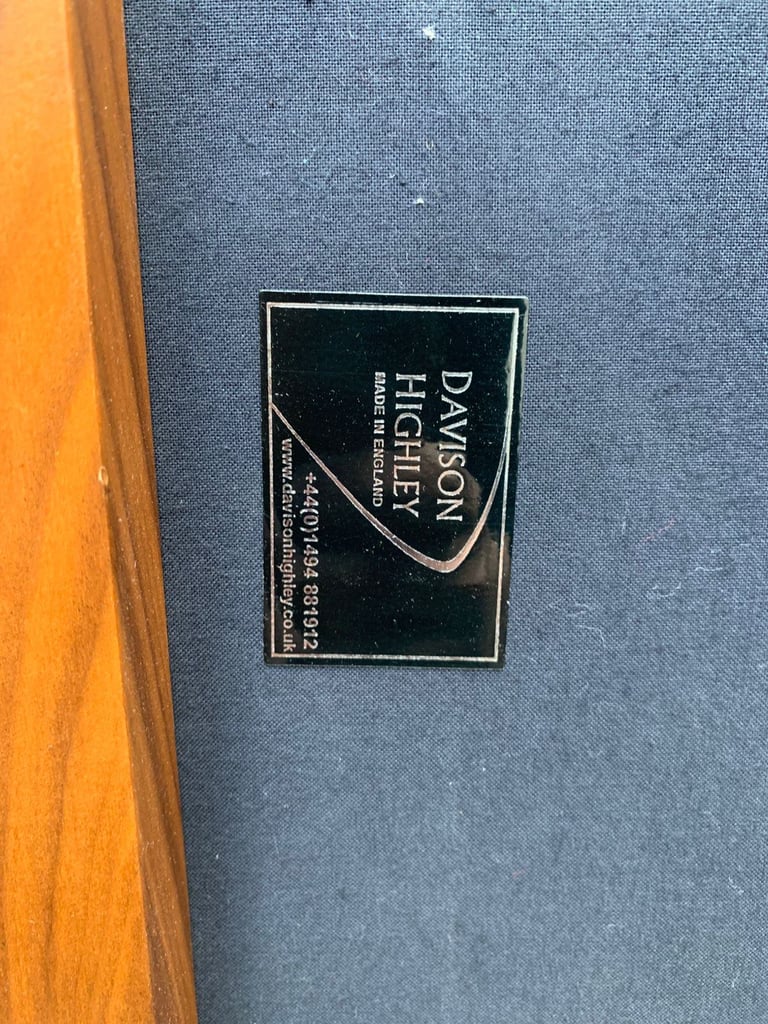 DAVISON
HIGHLEY
MADE IN ENGLAND
+44(0)1494 881912
www.davisonhighley.co.uk